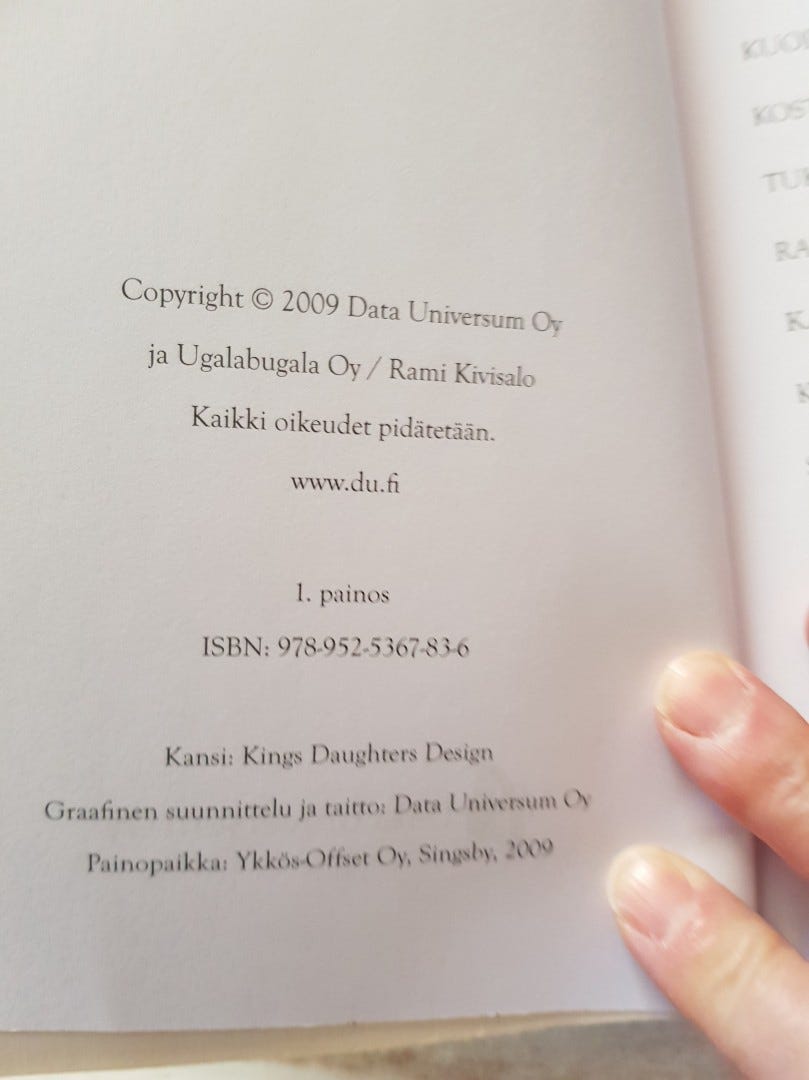 Copyright © 2009 Data Universum Oy
ja Ugalabugala Oy / Rami Kivisalo
Kaikki oikeudet pidätetään.
www.du.fi
1. painos
ISBN: 978-952-5367-83-6
Kansi: Kings Daughters Design
Graafinen suunnittelu ja taitto: Data Universum Oy
Painopaikka: Ykkös-Offset Oy, Singsby, 2009